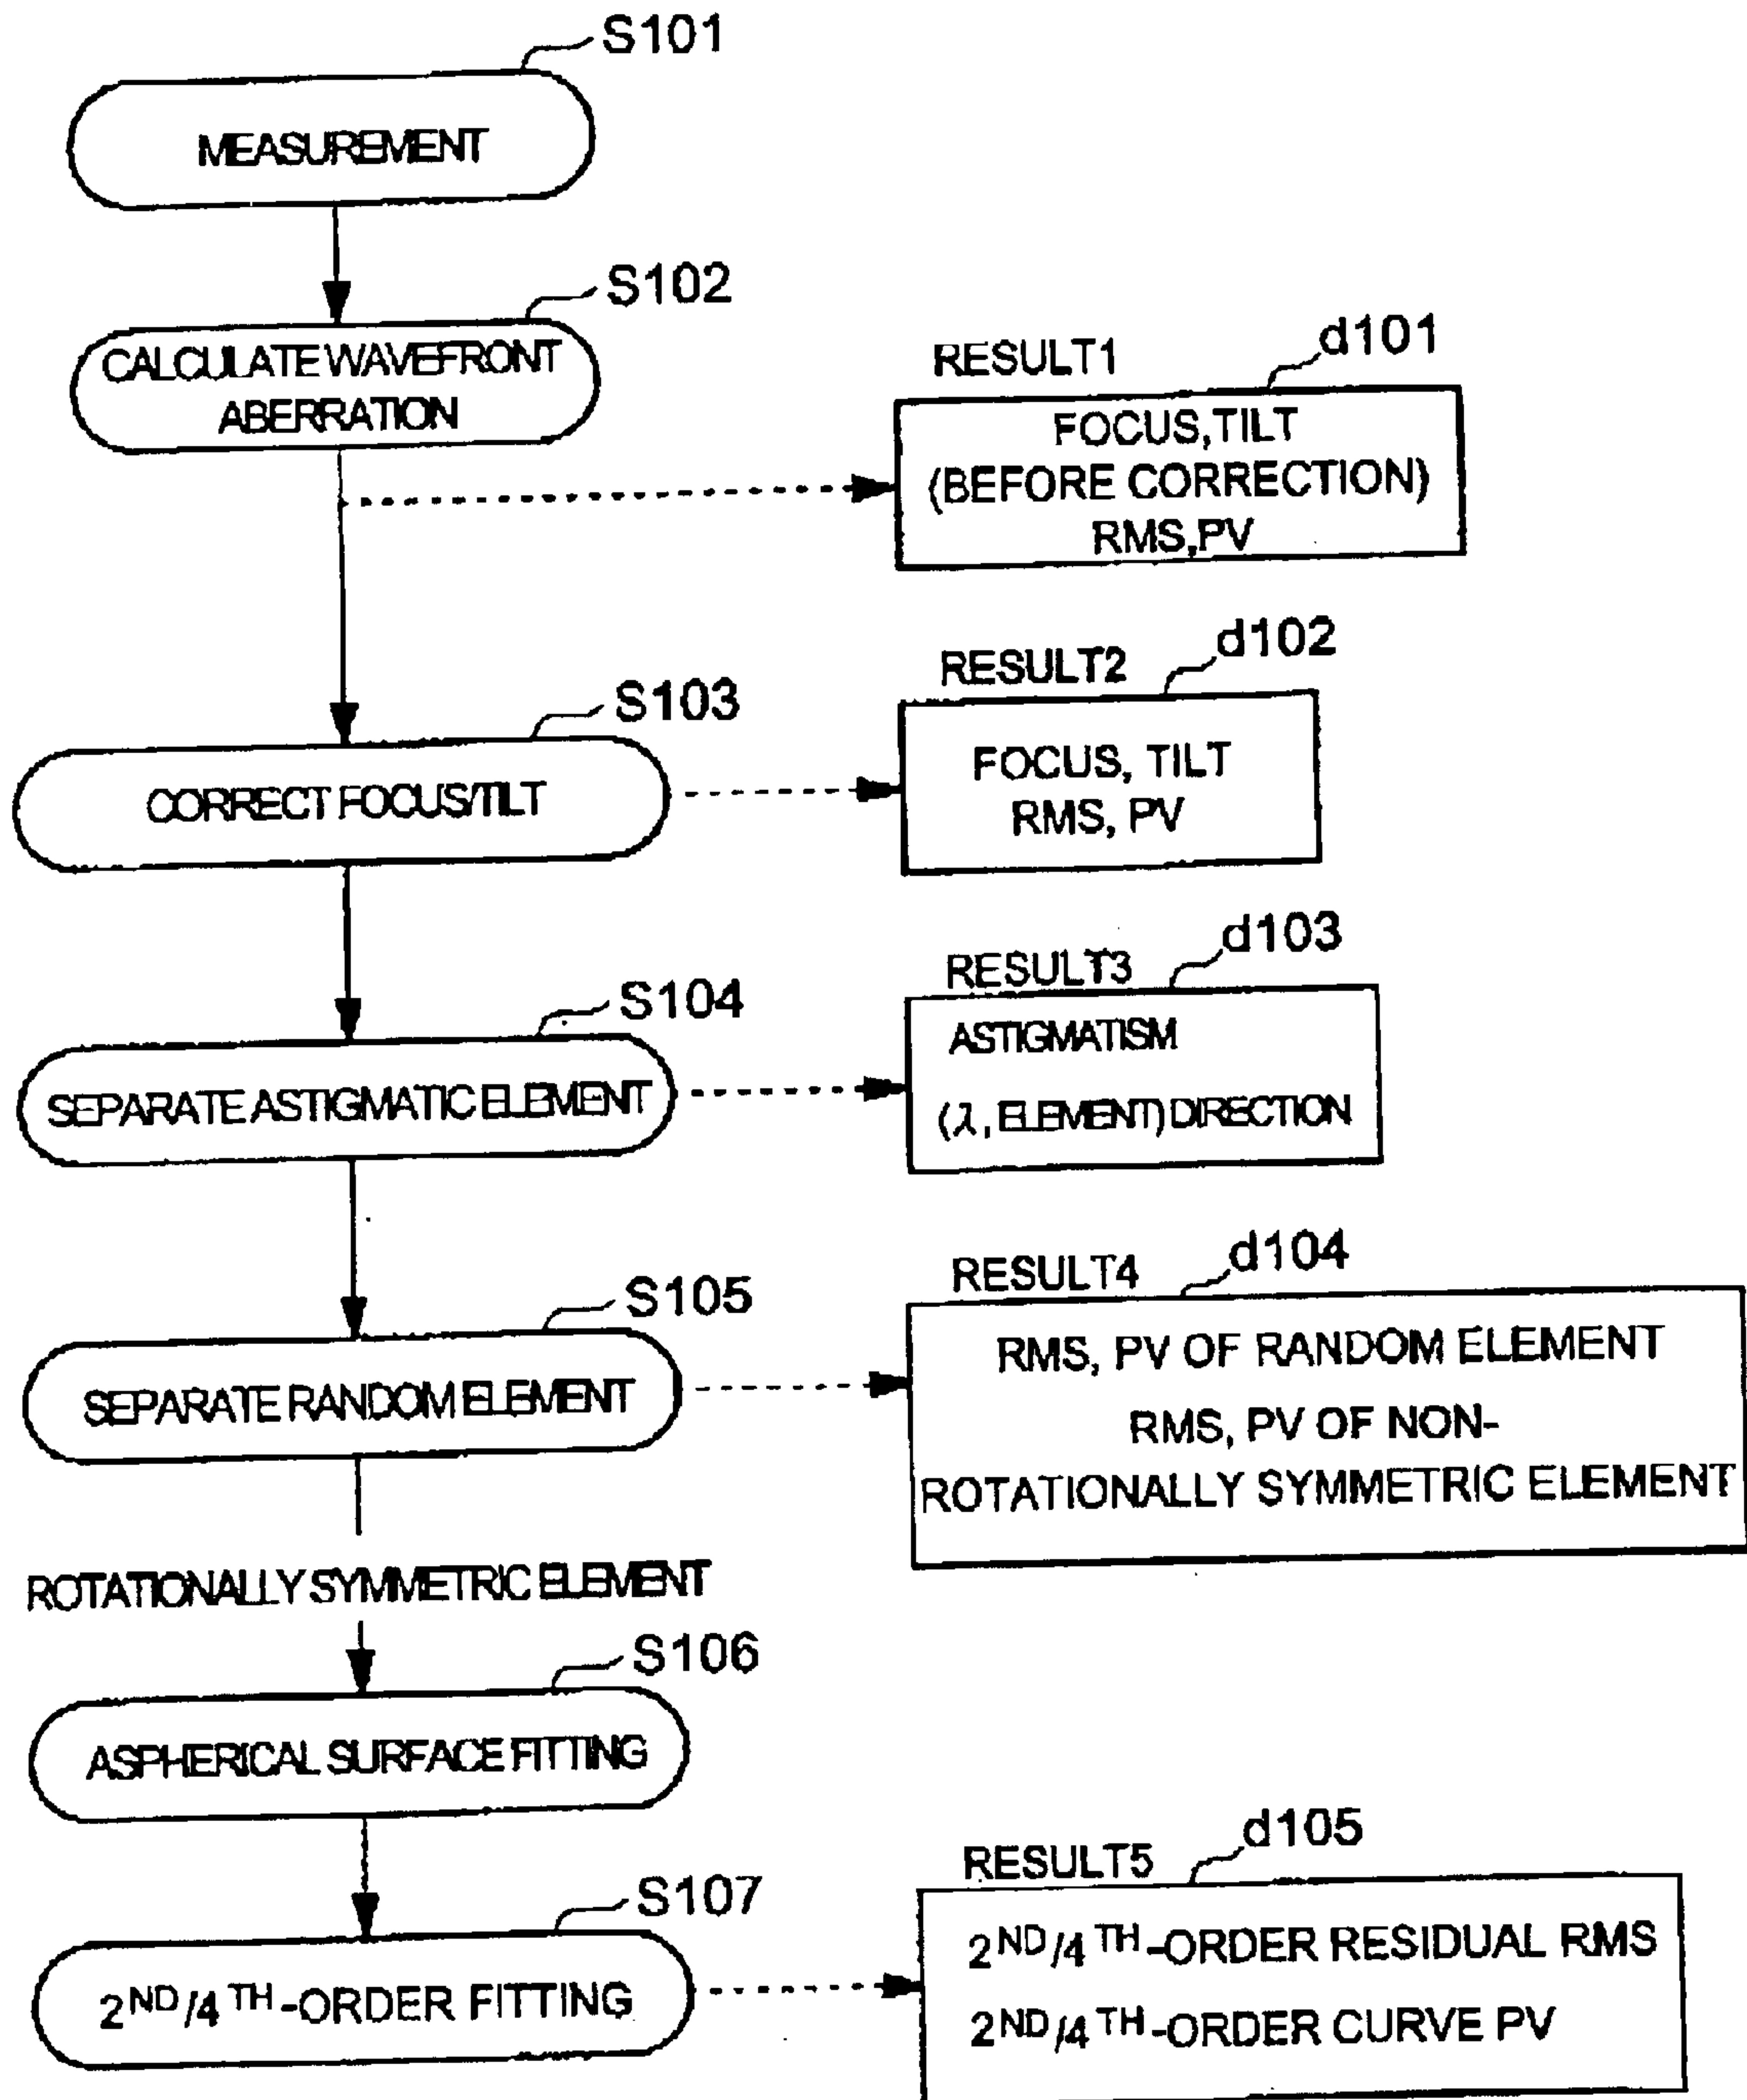 S101
MEASUREMENT
S102
CALCULATE WAVEFRONT
ABERRATION
RESULT1
d101
FOCUS,TILT
(BEFORE CORRECTION)
RMS,PV
S103
CORRECT FOCUS/TILT
RESULT2
d102
FOCUS, TILT
RMS, PV
S104
SEPARATE ASTIGMATIC ELEMENT
RESULT3
d103
ASTIGMATISM
(λ, ELEMENT) DIRECTION
S105
SEPARATE RANDOM ELEMENT
RESULT4
d104
RMS, PV OF RANDOM ELEMENT
RMS, PV OF NON-
ROTATIONALLY SYMMETRIC ELEMENT
ROTATIONALLY SYMMETRIC ELEMENT
S106
ASPHERICAL SURFACE FITTING
S107
2ND/4TH-ORDER FITTING
RESULT5
d105
2ND/4TH-ORDER RESIDUAL RMS
2ND/4TH-ORDER CURVE PV